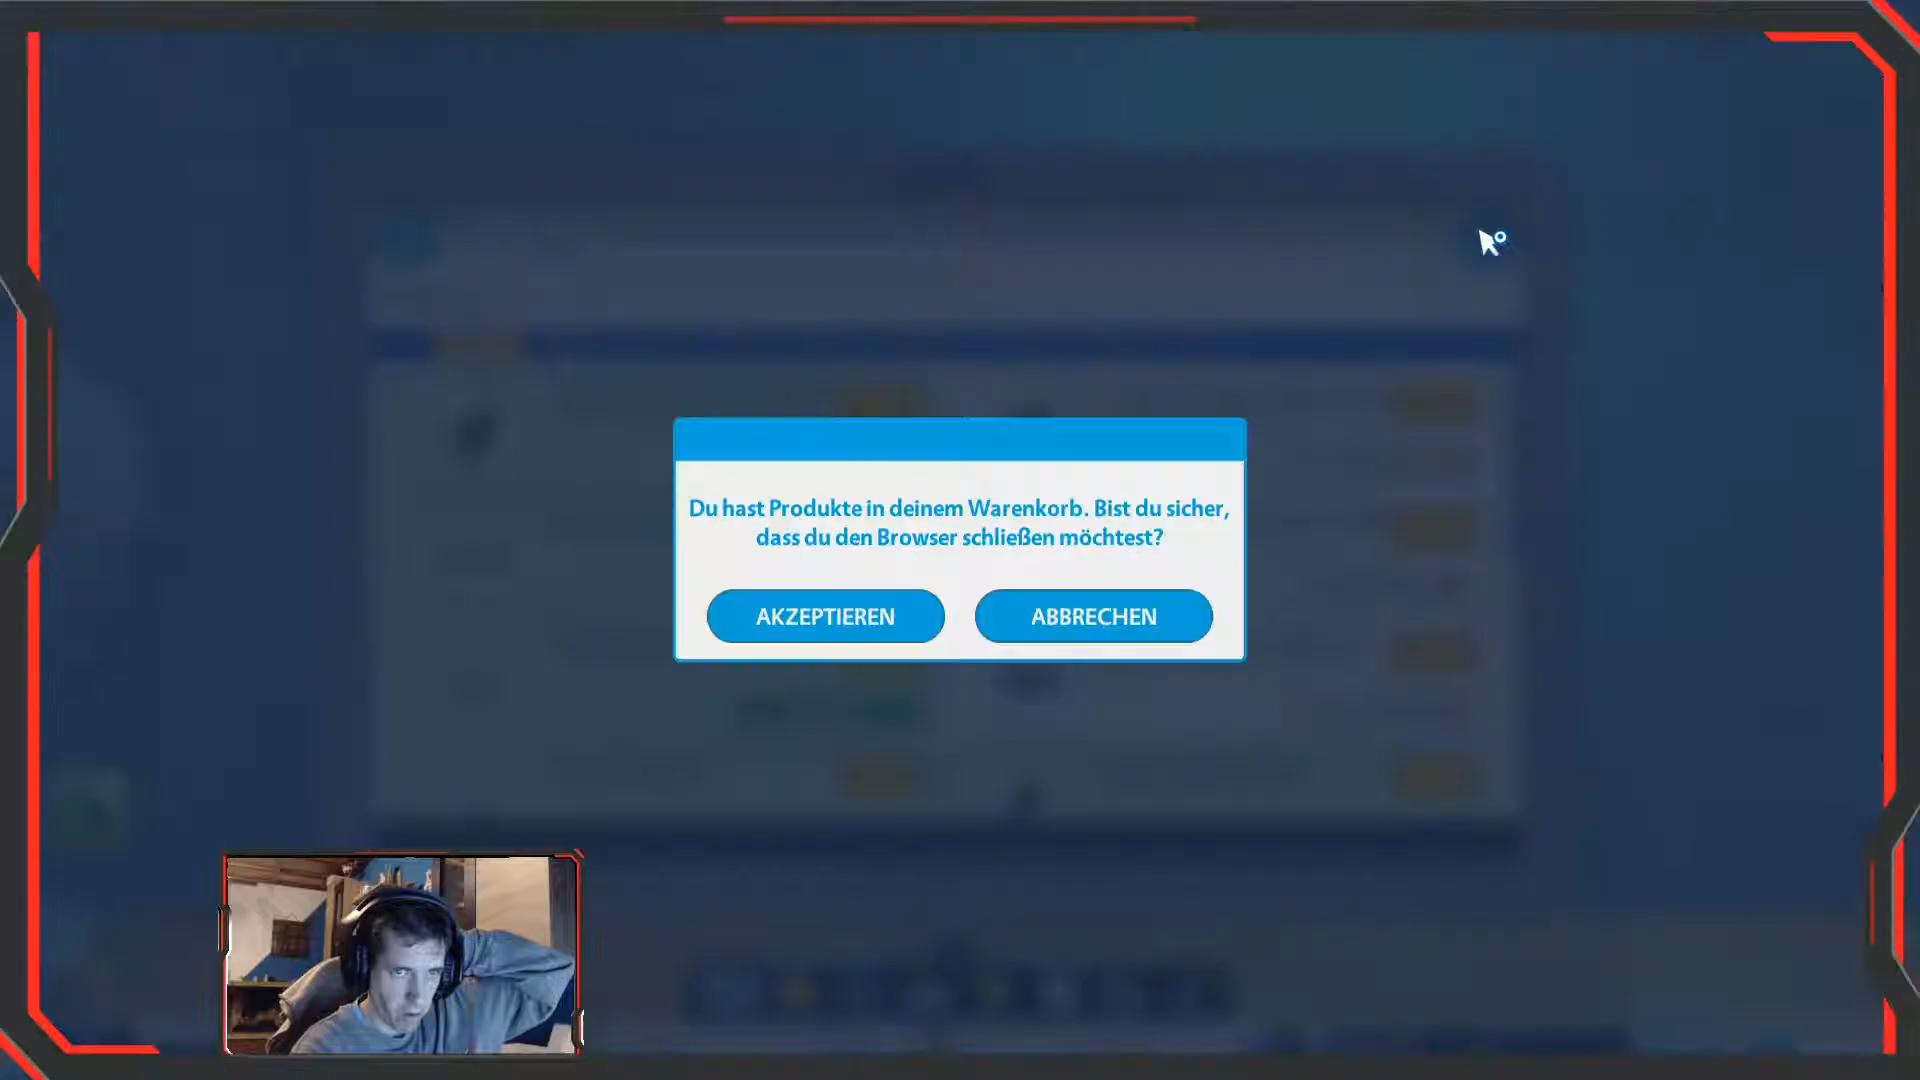 Du hast Produkte in deinem Warenkorb. Bist du sicher,
dass du den Browser schließen möchtest?
AKZEPTIEREN
ABBRECHEN